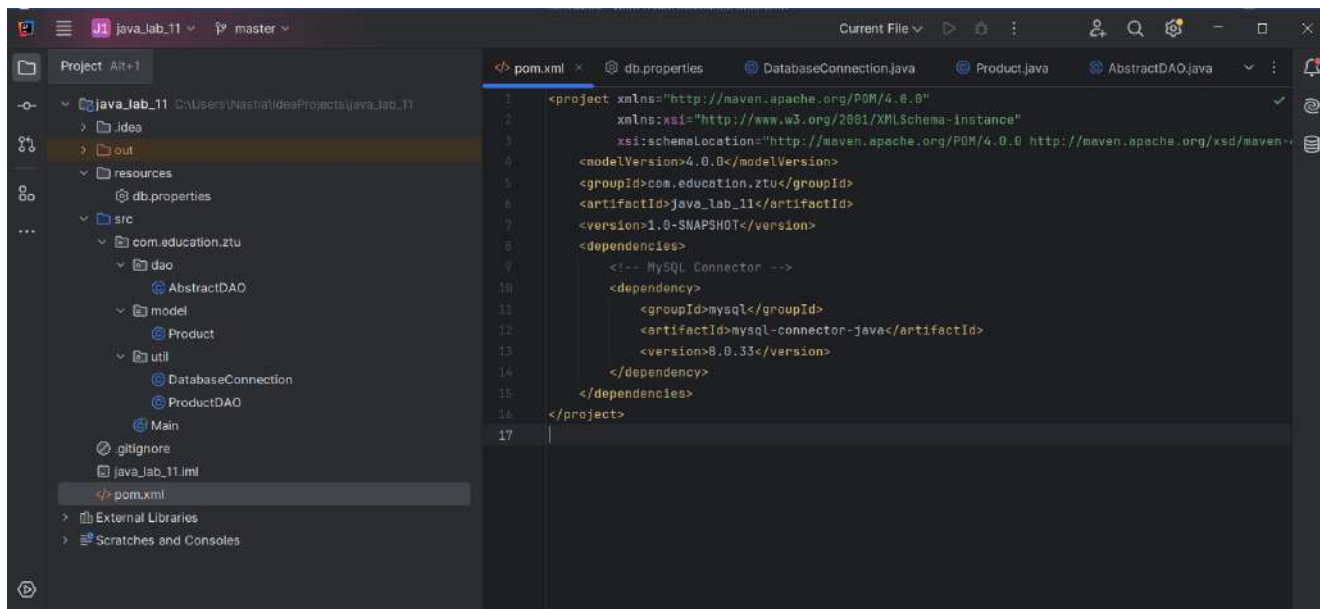 J1 java_lab_11 master Current File
Project Alt+1
java_lab_11 C:\Users\Nastia\IdeaProjects\java_lab_11
.idea
out
resources
db.properties
src
com.education.ztu
dao
AbstractDAO
model
Product
util
DatabaseConnection
ProductDAO
Main
.gitignore
java_lab_11.iml
pom.xml
External Libraries
Scratches and Consoles
pom.xml db.properties DatabaseConnection.java Product.java AbstractDAO.java
1 <project xmlns="http://maven.apache.org/POM/4.0.0"
2 xmlns:xsi="http://www.w3.org/2001/XMLSchema-instance"
3 xsi:schemaLocation="http://maven.apache.org/POM/4.0.0 http://maven.apache.org/xsd/maven-
4 <modelVersion>4.0.0</modelVersion>
5 <groupId>com.education.ztu</groupId>
6 <artifactId>java_lab_11</artifactId>
7 <version>1.0-SNAPSHOT</version>
8 <dependencies>
9 <!-- MySQL Connector -->
10 <dependency>
11 <groupId>mysql</groupId>
12 <artifactId>mysql-connector-java</artifactId>
13 <version>8.0.33</version>
14 </dependency>
15 </dependencies>
16 </project>
17